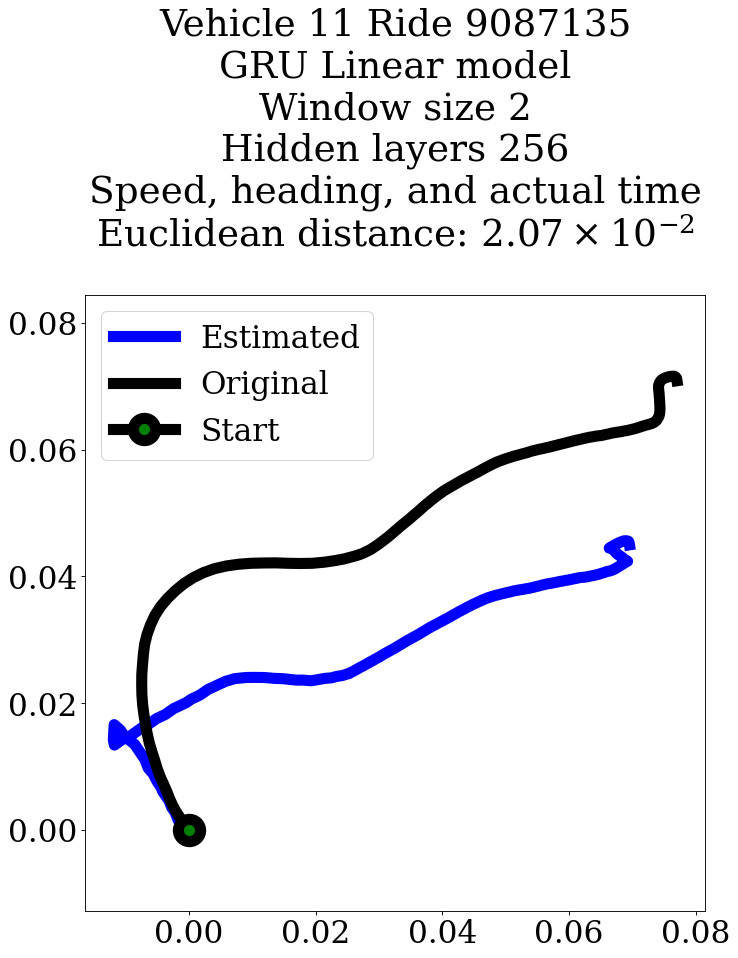 Vehicle 11 Ride 9087135
GRU Linear model
Window size 2
Hidden layers 256
Speed, heading, and actual time
Euclidean distance: 2.07 × 10⁻²
0.08
0.06
0.04
0.02
0.00
Estimated
Original
Start
0.00 0.02 0.04 0.06 0.08